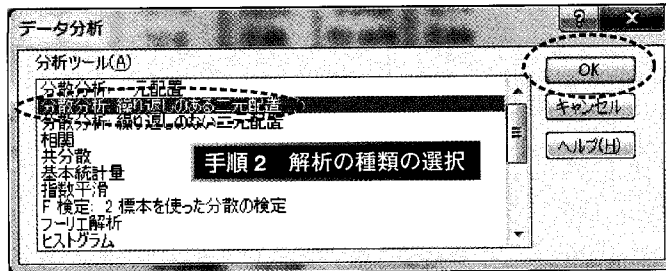 データ分析
分析ツール(A)
分散分析: 一元配置
分散分析: 繰り返しのある二元配置
分散分析: 繰り返しのない二元配置
相関
共分散
基本統計量
指数平滑
F 検定: 2 標本を使った分散の検定
フーリエ解析
ヒストグラム
手順 2 解析の種類の選択
OK
キャンセル
ヘルプ(H)